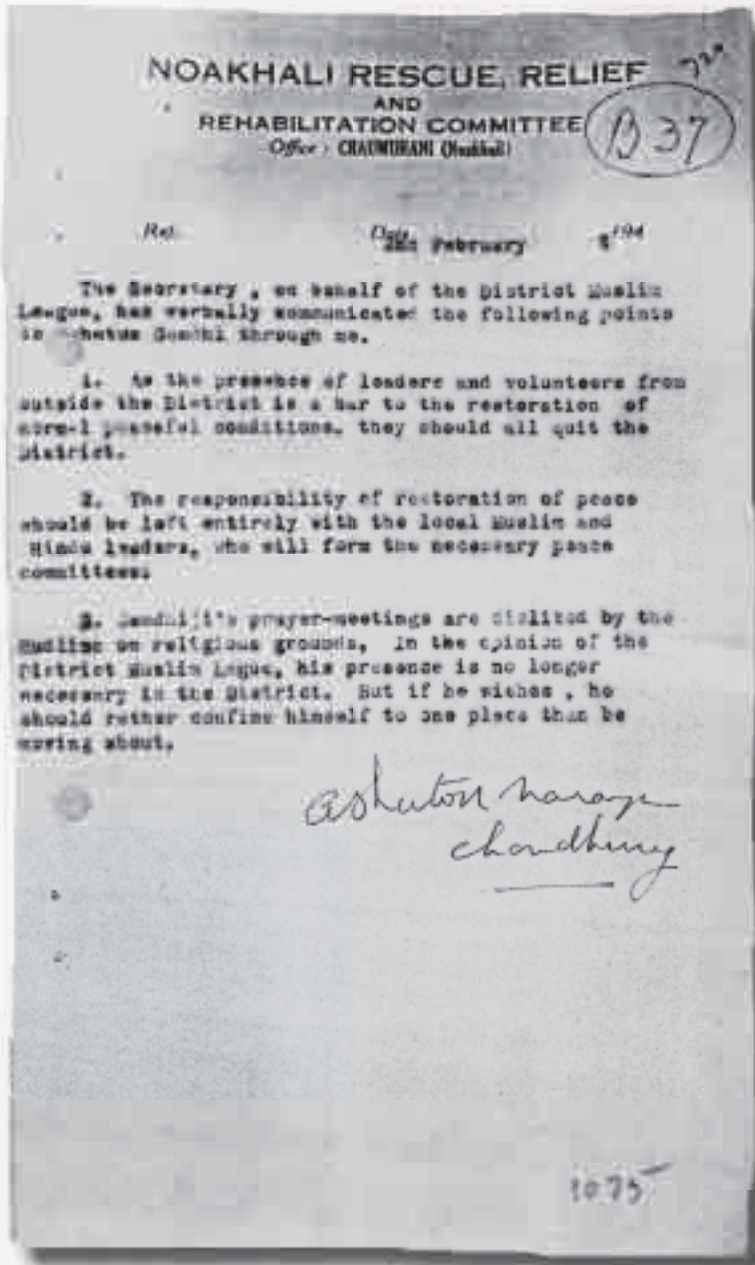 NOAKHALI RESCUE, RELIEF
AND
REHABILITATION COMMITTEE
Office : CHAUMUHANI (Noakhali)
B 37
Ref.
Date
2nd February 194
The Secretary , on behalf of the District Muslim
League, has verbally communicated the following points
to Gandhi through me.
1. As the presence of leaders and volunteers from
outside the District is a bar to the restoration of
normal peaceful conditions, they should all quit the
District.
2. The responsibility of restoration of peace
should be left entirely with the local Muslim and
Hindu leaders, who will form the necessary peace
committees.
3. Gandhiji's prayer-meetings are disliked by the
on religious grounds, In the opinion of the
District Muslim Legue, his presence is no longer
necessary in the District. But if he wishes , he
should rather confine himself to one place than be
moving about.
chaudhury
1075